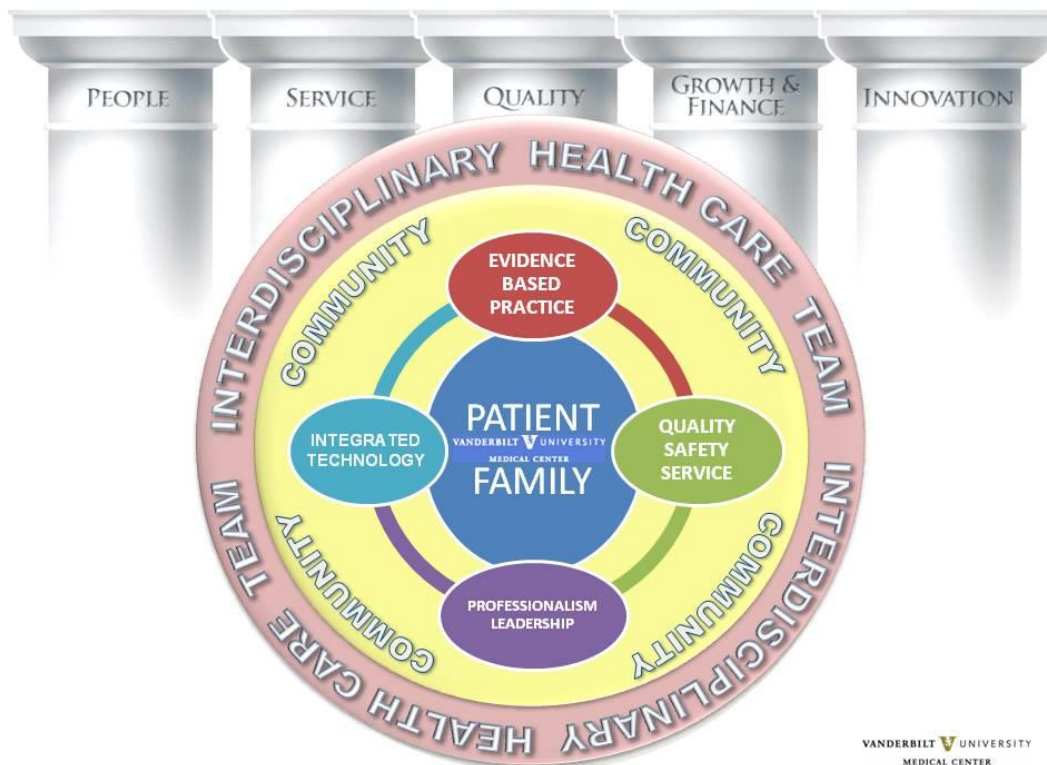 PEOPLE
SERVICE
QUALITY
GROWTH &
FINANCE
INNOVATION
INTERDISCIPLINARY HEALTH CARE TEAM
INTERDISCIPLINARY HEALTH CARE TEAM
COMMUNITY
COMMUNITY
COMMUNITY
COMMUNITY
EVIDENCE
BASED
PRACTICE
INTEGRATED
TECHNOLOGY
PATIENT
VANDERBILT UNIVERSITY
MEDICAL CENTER
FAMILY
QUALITY
SAFETY
SERVICE
PROFESSIONALISM
LEADERSHIP
VANDERBILT UNIVERSITY
MEDICAL CENTER